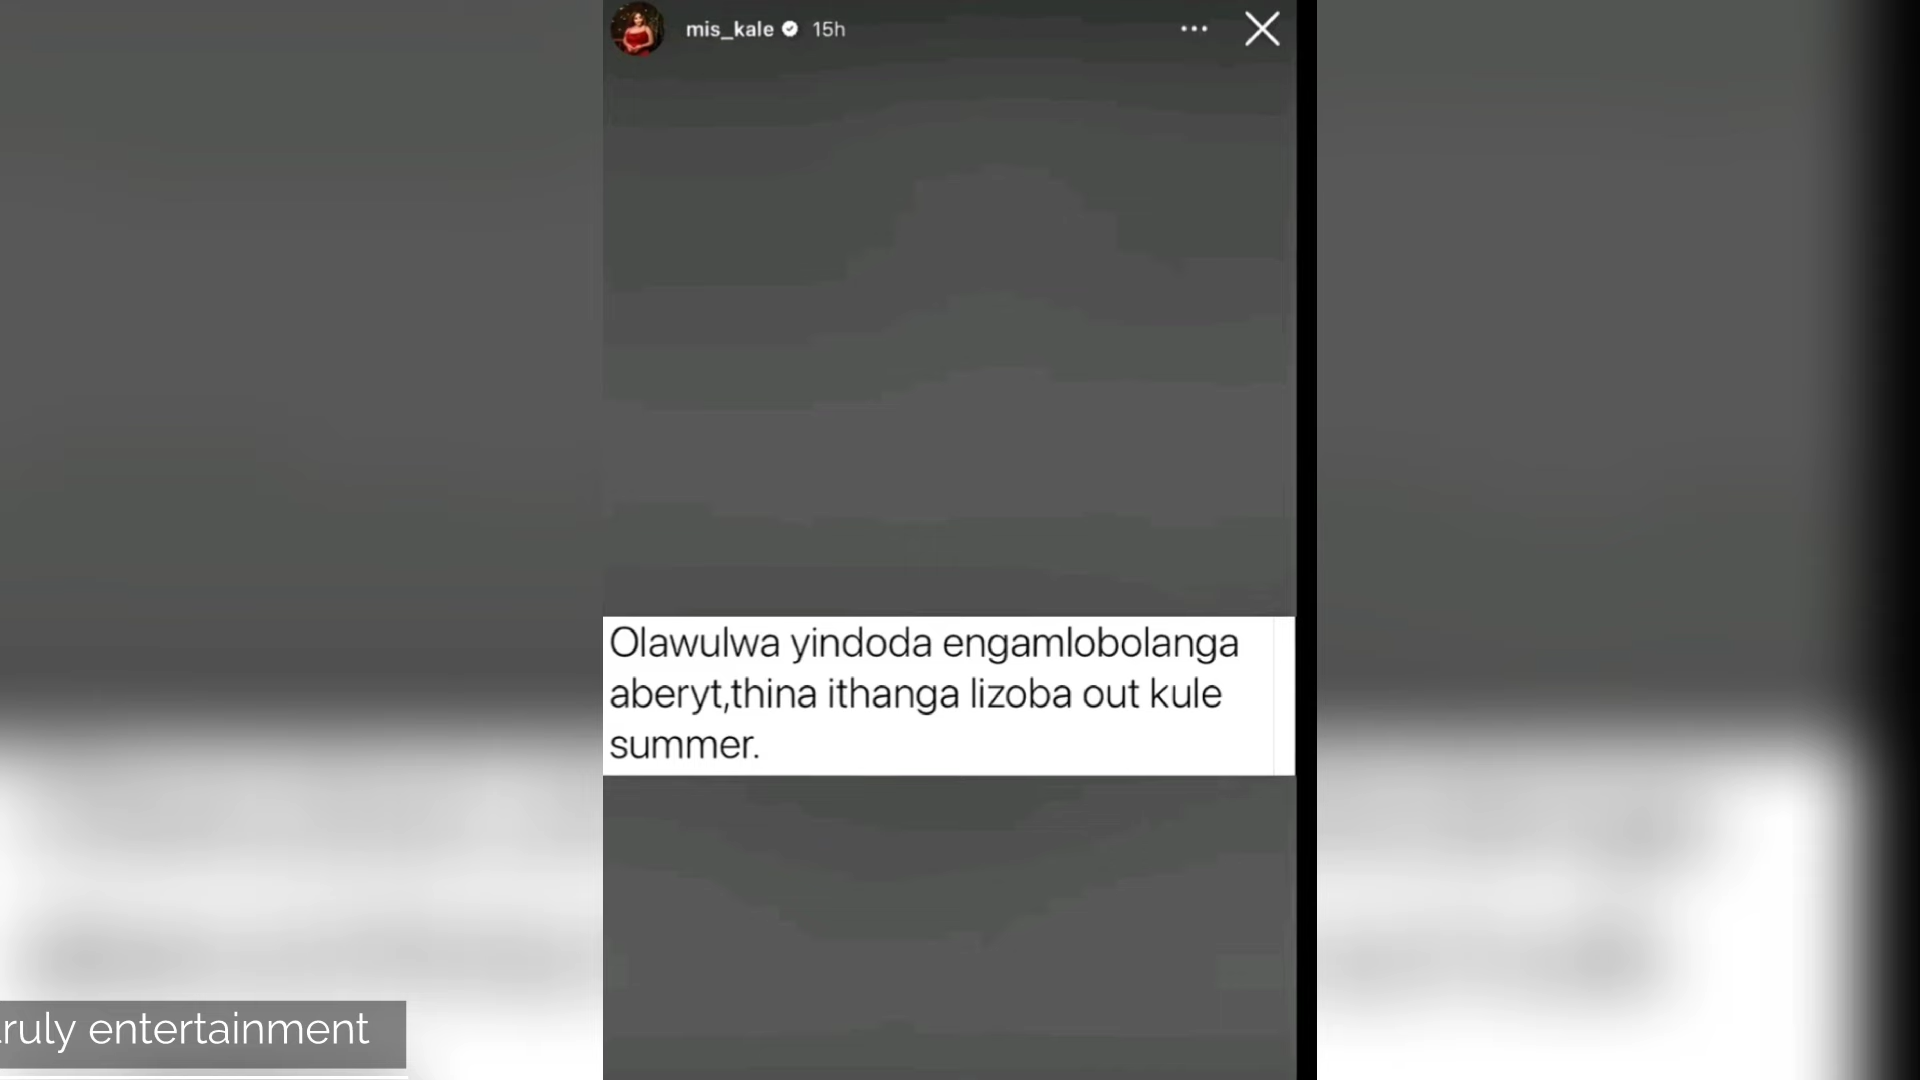 mis_kale 15h
Olawulwa yindoda engamlobolanga
aberyt,thina ithanga lizoba out kule
summer.
ruly entertainment